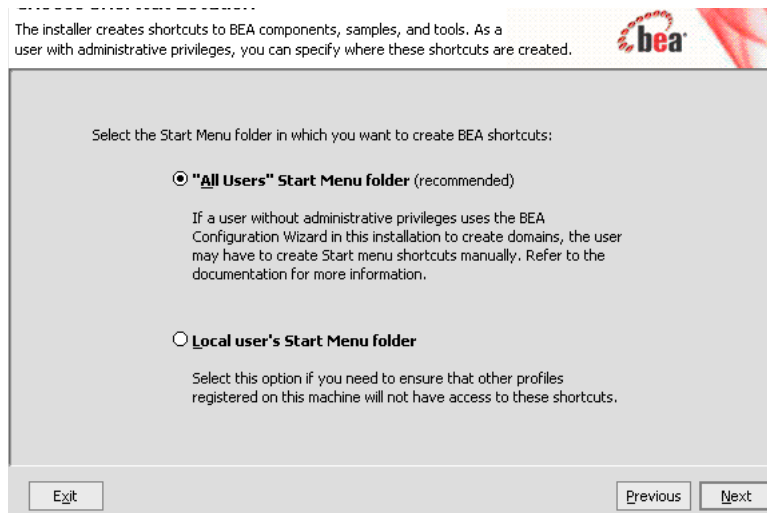 The installer creates shortcuts to BEA components, samples, and tools. As a
user with administrative privileges, you can specify where these shortcuts are created.
bea
Select the Start Menu folder in which you want to create BEA shortcuts:
"All Users" Start Menu folder (recommended)
If a user without administrative privileges uses the BEA
Configuration Wizard in this installation to create domains, the user
may have to create Start menu shortcuts manually. Refer to the
documentation for more information.
Local user's Start Menu folder
Select this option if you need to ensure that other profiles
registered on this machine will not have access to these shortcuts.
Exit
Previous
Next